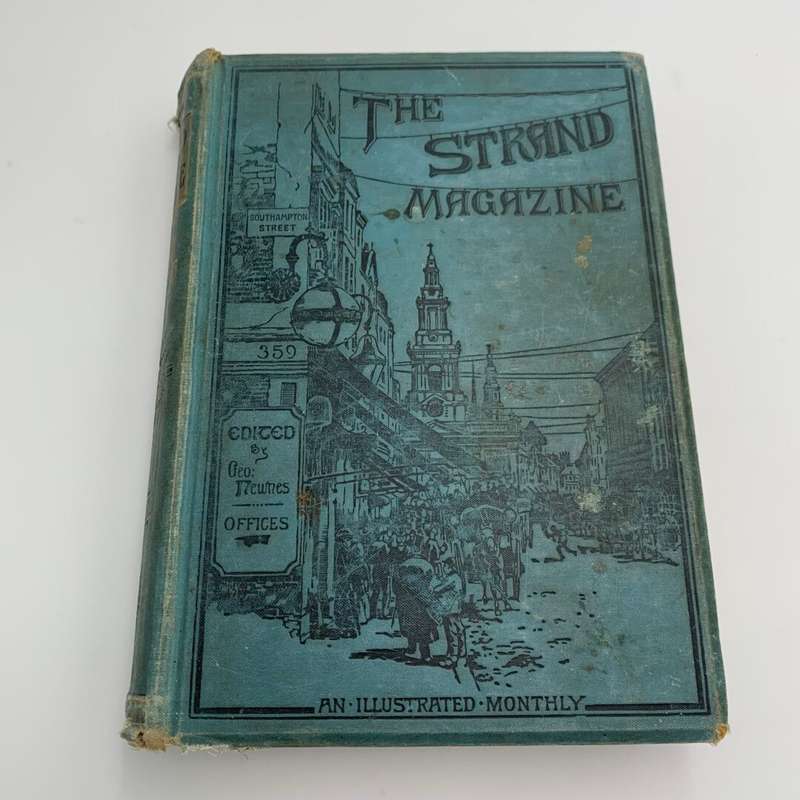 THE
STRAND
MAGAZINE
SOUTHAMPTON
STREET
359
EDITED
By
Geo:
Newnes
OFFICES
AN·ILLUSTRATED·MONTHLY